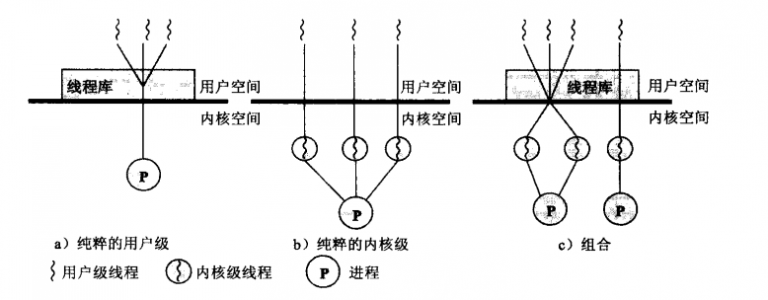 线程库 用户空间 用户空间 线程库 用户空间
内核空间 内核空间 内核空间
P P P P
a）纯粹的用户级 b）纯粹的内核级 c）组合
用户级线程 内核级线程 P 进程